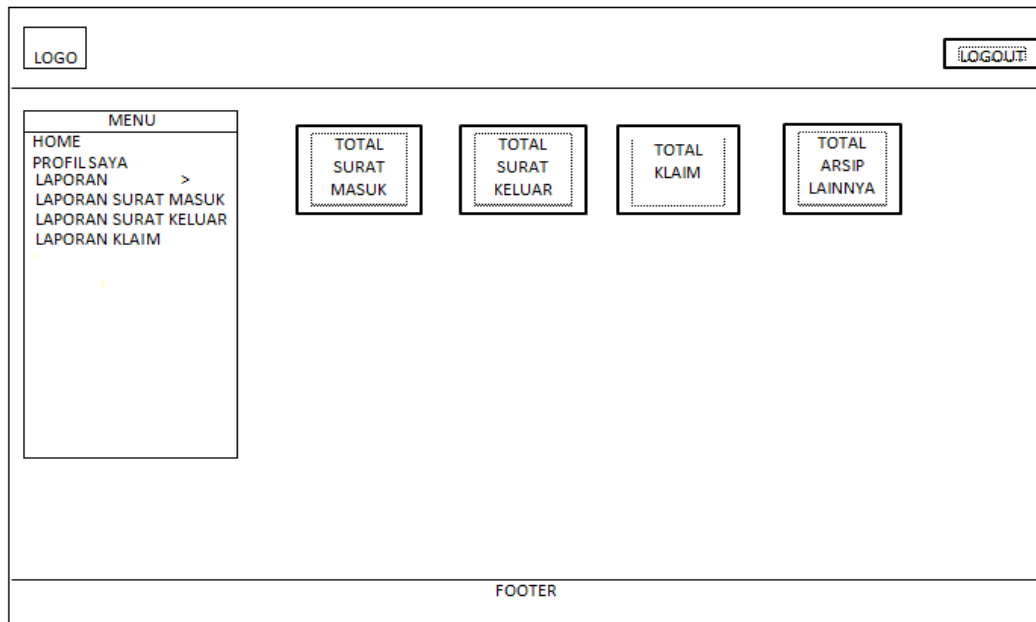 LOGO
LOGOUT
MENU
HOME
PROFIL SAYA
LAPORAN >
LAPORAN SURAT MASUK
LAPORAN SURAT KELUAR
LAPORAN KLAIM
TOTAL
SURAT
MASUK
TOTAL
SURAT
KELUAR
TOTAL
KLAIM
TOTAL
ARSIP
LAINNYA
FOOTER